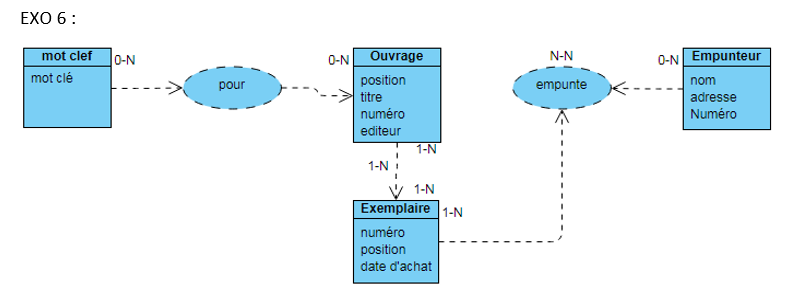 EXO 6 :
mot clef
0-N
mot clé
pour
0-N
Ouvrage
position
titre
numéro
editeur
1-N
1-N
1-N
Exemplaire
1-N
numéro
position
date d'achat
N-N
empunte
0-N
Empunteur
nom
adresse
Numéro